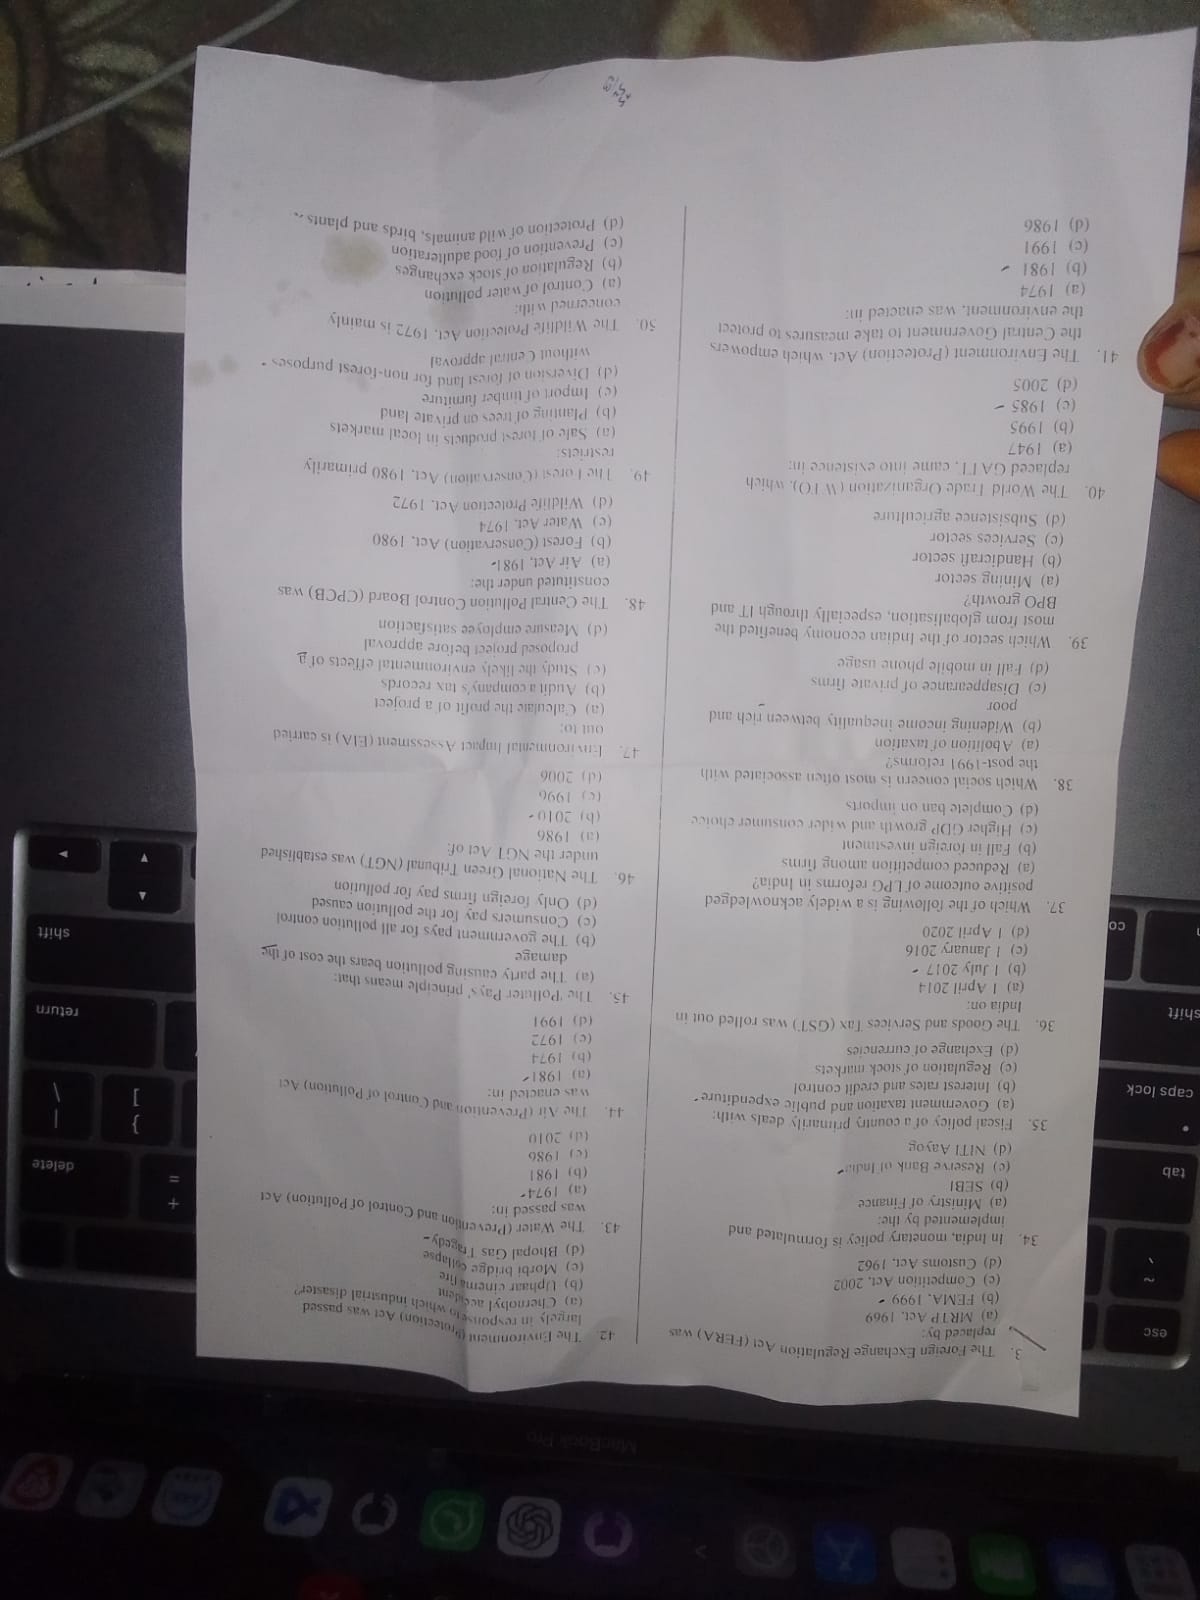 3. The Foreign Exchange Regulation Act (FERA) was
replaced by:
(a) MRTP Act, 1969
(b) FEMA, 1999
(c) Competition Act, 2002
(d) Customs Act, 1962
34. In India, monetary policy is formulated and
implemented by the:
(a) Ministry of Finance
(b) SEBI
(c) Reserve Bank of India
(d) NITI Aayog
35. Fiscal policy of a country primarily deals with:
(a) Government taxation and public expenditure
(b) Interest rates and credit control
(c) Regulation of stock markets
(d) Exchange of currencies
36. The Goods and Services Tax (GST) was rolled out in
India on:
(a) 1 April 2014
(b) 1 July 2017
(c) 1 January 2016
(d) 1 April 2020
37. Which of the following is a widely acknowledged
positive outcome of LPG reforms in India?
(a) Reduced competition among firms
(b) Fall in foreign investment
(c) Higher GDP growth and wider consumer choice
(d) Complete ban on imports
38. Which social concern is most often associated with
the post-1991 reforms?
(a) Abolition of taxation
(b) Widening income inequality between rich and
poor
(c) Disappearance of private firms
(d) Fall in mobile phone usage
39. Which sector of the Indian economy benefited the
most from globalisation, especially through IT and
BPO growth?
(a) Mining sector
(b) Handicraft sector
(c) Services sector
(d) Subsistence agriculture
40. The World Trade Organization (WTO), which
replaced GATT, came into existence in:
(a) 1947
(b) 1995
(c) 1985
(d) 2005
41. The Environment (Protection) Act, which empowers
the Central Government to take measures to protect
the environment, was enacted in:
(a) 1974
(b) 1981
(c) 1991
(d) 1986
42. The Environment (Protection) Act was passed
largely in response to which industrial disaster?
(a) Chernobyl accident
(b) Uphaar cinema fire
(c) Morbi bridge collapse
(d) Bhopal Gas Tragedy
43. The Water (Prevention and Control of Pollution) Act
was passed in:
(a) 1974
(b) 1981
(c) 1986
(d) 2010
44. The Air (Prevention and Control of Pollution) Act
was enacted in:
(a) 1981
(b) 1974
(c) 1972
(d) 1991
45. The 'Polluter Pays' principle means that:
(a) The party causing pollution bears the cost of the
damage
(b) The government pays for all pollution control
(c) Consumers pay for the pollution caused
(d) Only foreign firms pay for pollution
46. The National Green Tribunal (NGT) was established
under the NGT Act of:
(a) 1986
(b) 2010
(c) 1996
(d) 2006
47. Environmental Impact Assessment (EIA) is carried
out to:
(a) Calculate the profit of a project
(b) Audit a company's tax records
(c) Study the likely environmental effects of a
proposed project before approval
(d) Measure employee satisfaction
48. The Central Pollution Control Board (CPCB) was
constituted under the:
(a) Air Act, 1981
(b) Forest (Conservation) Act, 1980
(c) Water Act, 1974
(d) Wildlife Protection Act, 1972
49. The Forest (Conservation) Act, 1980 primarily
restricts:
(a) Sale of forest products in local markets
(b) Planting of trees on private land
(c) Import of timber furniture
(d) Diversion of forest land for non-forest purposes
without Central approval
50. The Wildlife Protection Act, 1972 is mainly
concerned with:
(a) Control of water pollution
(b) Regulation of stock exchanges
(c) Prevention of food adulteration
(d) Protection of wild animals, birds and plants
esc
tab
caps lock
shift
delete
return
shift
MacBook Pro